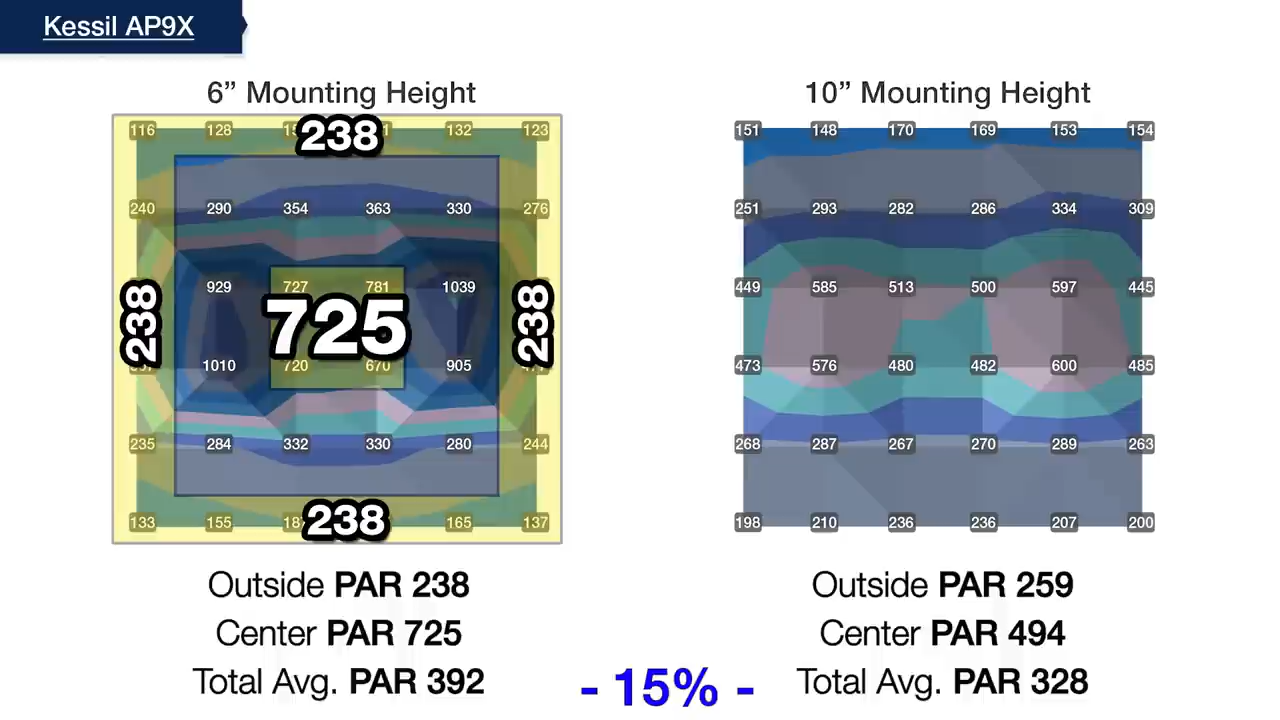 Kessil AP9X
6” Mounting Height
10” Mounting Height
116 128 238 132 123
151 148 170 169 153 154
240 290 354 363 330 276
251 293 282 286 334 309
929 727 781 1039
449 585 513 500 597 445
238 725 238
1010 720 670 905
473 576 480 482 600 485
235 284 332 330 280 244
268 287 267 270 289 263
133 155 238 165 137
198 210 236 236 207 200
Outside PAR 238
Center PAR 725
Total Avg. PAR 392
Outside PAR 259
Center PAR 494
Total Avg. PAR 328
- 15% -